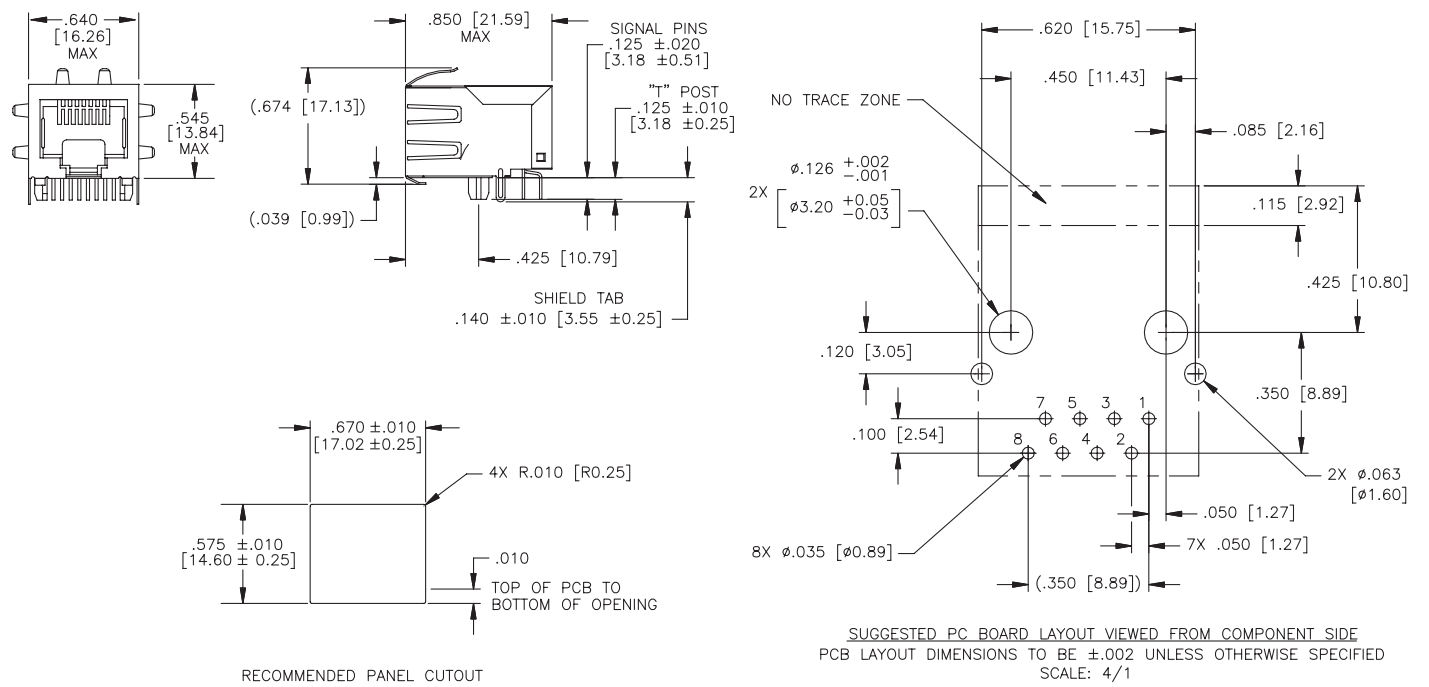 .640
[16.26]
MAX
.545
[13.84]
MAX
.850 [21.59]
MAX
(.674 [17.13])
(.039 [0.99])
SIGNAL PINS
.125 ±.020
[3.18 ±0.51]
"T" POST
.125 ±.010
[3.18 ±0.25]
.425 [10.79]
SHIELD TAB
.140 ±.010 [3.55 ±0.25]
.670 ±.010
[17.02 ±0.25]
4X R.010 [R0.25]
.575 ±.010
[14.60 ± 0.25]
.010
TOP OF PCB TO
BOTTOM OF OPENING
RECOMMENDED PANEL CUTOUT
.620 [15.75]
.450 [11.43]
NO TRACE ZONE
.085 [2.16]
ø.126 +.002
-.001
2X [ø3.20 +0.05
-0.03]
.115 [2.92]
.425 [10.80]
.120 [3.05]
.350 [8.89]
7 5 3 1
.100 [2.54]
8 6 4 2
2X ø.063
[ø1.60]
.050 [1.27]
8X ø.035 [ø0.89]
7X .050 [1.27]
(.350 [8.89])
SUGGESTED PC BOARD LAYOUT VIEWED FROM COMPONENT SIDE
PCB LAYOUT DIMENSIONS TO BE ±.002 UNLESS OTHERWISE SPECIFIED
SCALE: 4/1